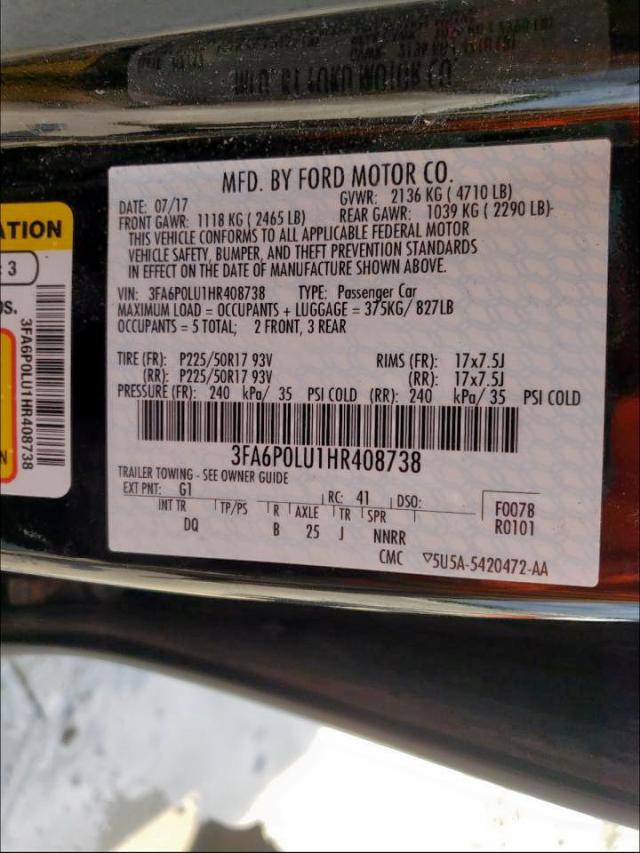 MFD. BY FORD MOTOR CO.
DATE: 07/17 GVWR: 2136 KG ( 4710 LB)
FRONT GAWR: 1118 KG ( 2465 LB) REAR GAWR: 1039 KG ( 2290 LB)-
THIS VEHICLE CONFORMS TO ALL APPLICABLE FEDERAL MOTOR
VEHICLE SAFETY, BUMPER, AND THEFT PREVENTION STANDARDS
IN EFFECT ON THE DATE OF MANUFACTURE SHOWN ABOVE.
VIN: 3FA6P0LU1HR408738 TYPE: Passenger Car
MAXIMUM LOAD = OCCUPANTS + LUGGAGE = 375KG/ 827LB
OCCUPANTS = 5 TOTAL; 2 FRONT, 3 REAR
TIRE (FR): P225/50R17 93V RIMS (FR): 17x7.5J
(RR): P225/50R17 93V (RR): 17x7.5J
PRESSURE (FR): 240 kPa/ 35 PSI COLD (RR): 240 kPa/ 35 PSI COLD
3FA6P0LU1HR408738
TRAILER TOWING - SEE OWNER GUIDE
EXT PNT: G1 RC: 41 DSO: F0078
INT TR TP/PS R AXLE TR SPR R0101
DQ B 25 J NNRR
CMC 5U5A-5420472-AA
ATION
3
3FA6P0LU1HR408738
N